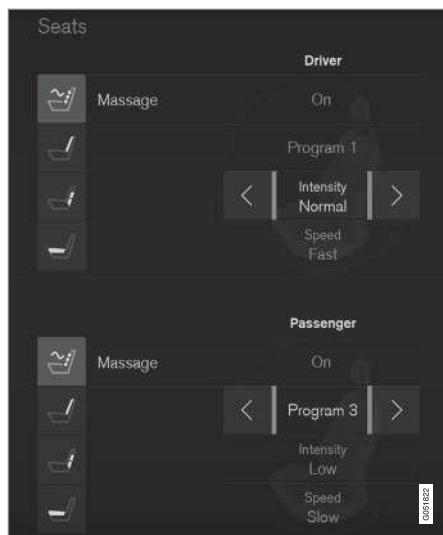 Seats
Driver
Massage On
Program 1
Intensity
Normal
Speed
Fast
Passenger
Massage On
Program 3
Intensity
Low
Speed
Slow
G051822